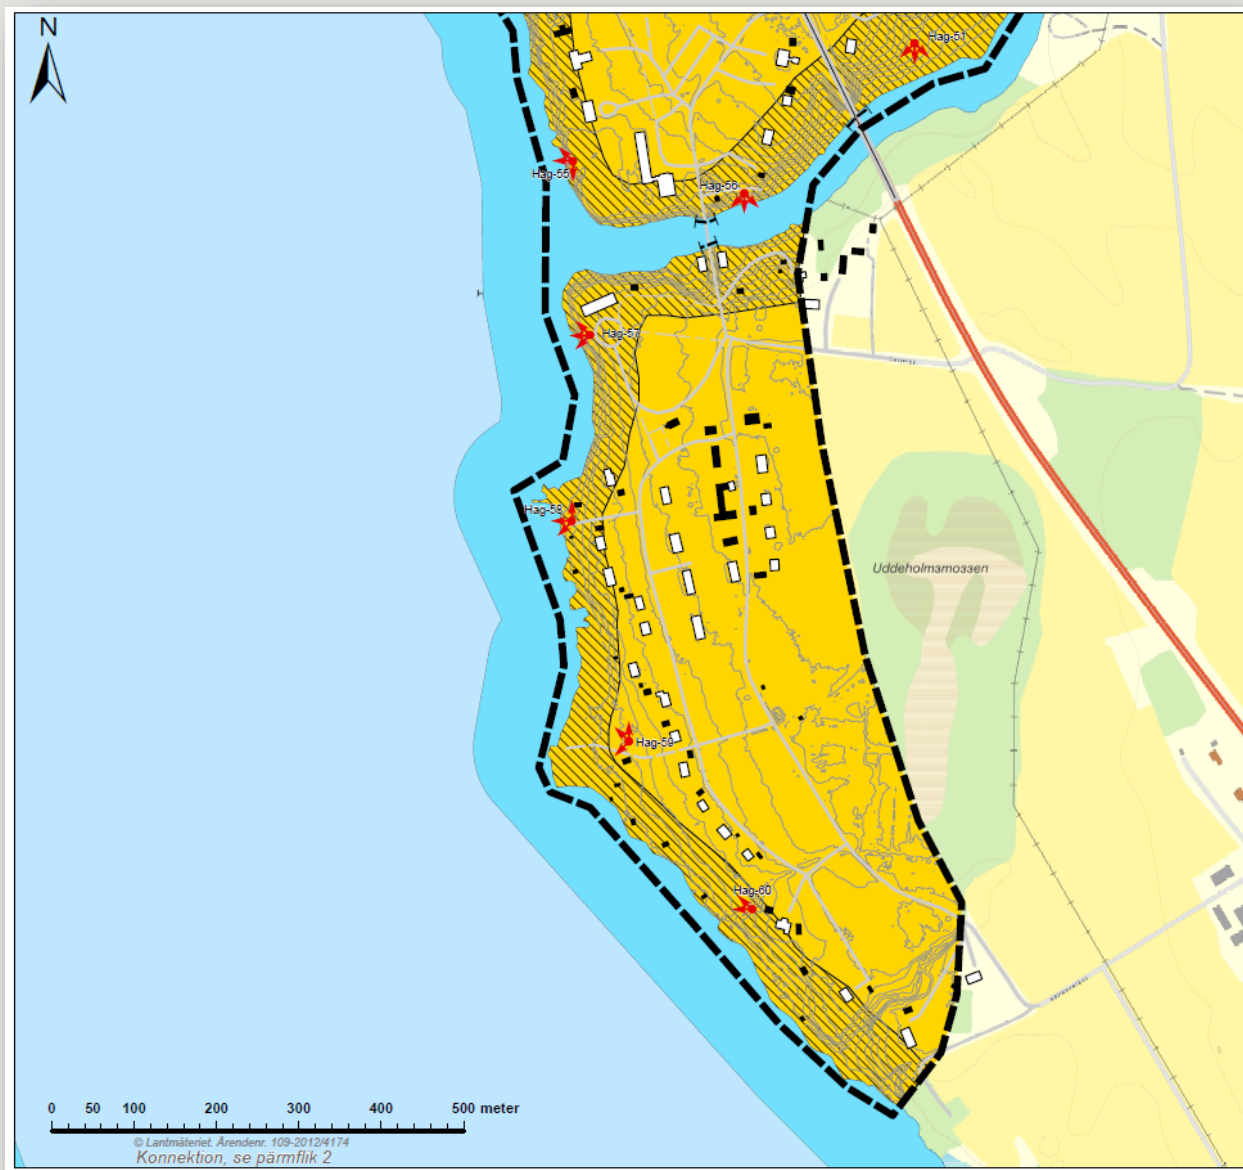 N
Hag-51
Hag-55
Hag-56
Hag-57
Hag-58
Uddeholmsmossen
Hag-59
Hag-60
0 50 100 200 300 400 500 meter
© Lantmäteriet. Ärendenr. 109-2012/4174
Konnektion, se pärmflik 2